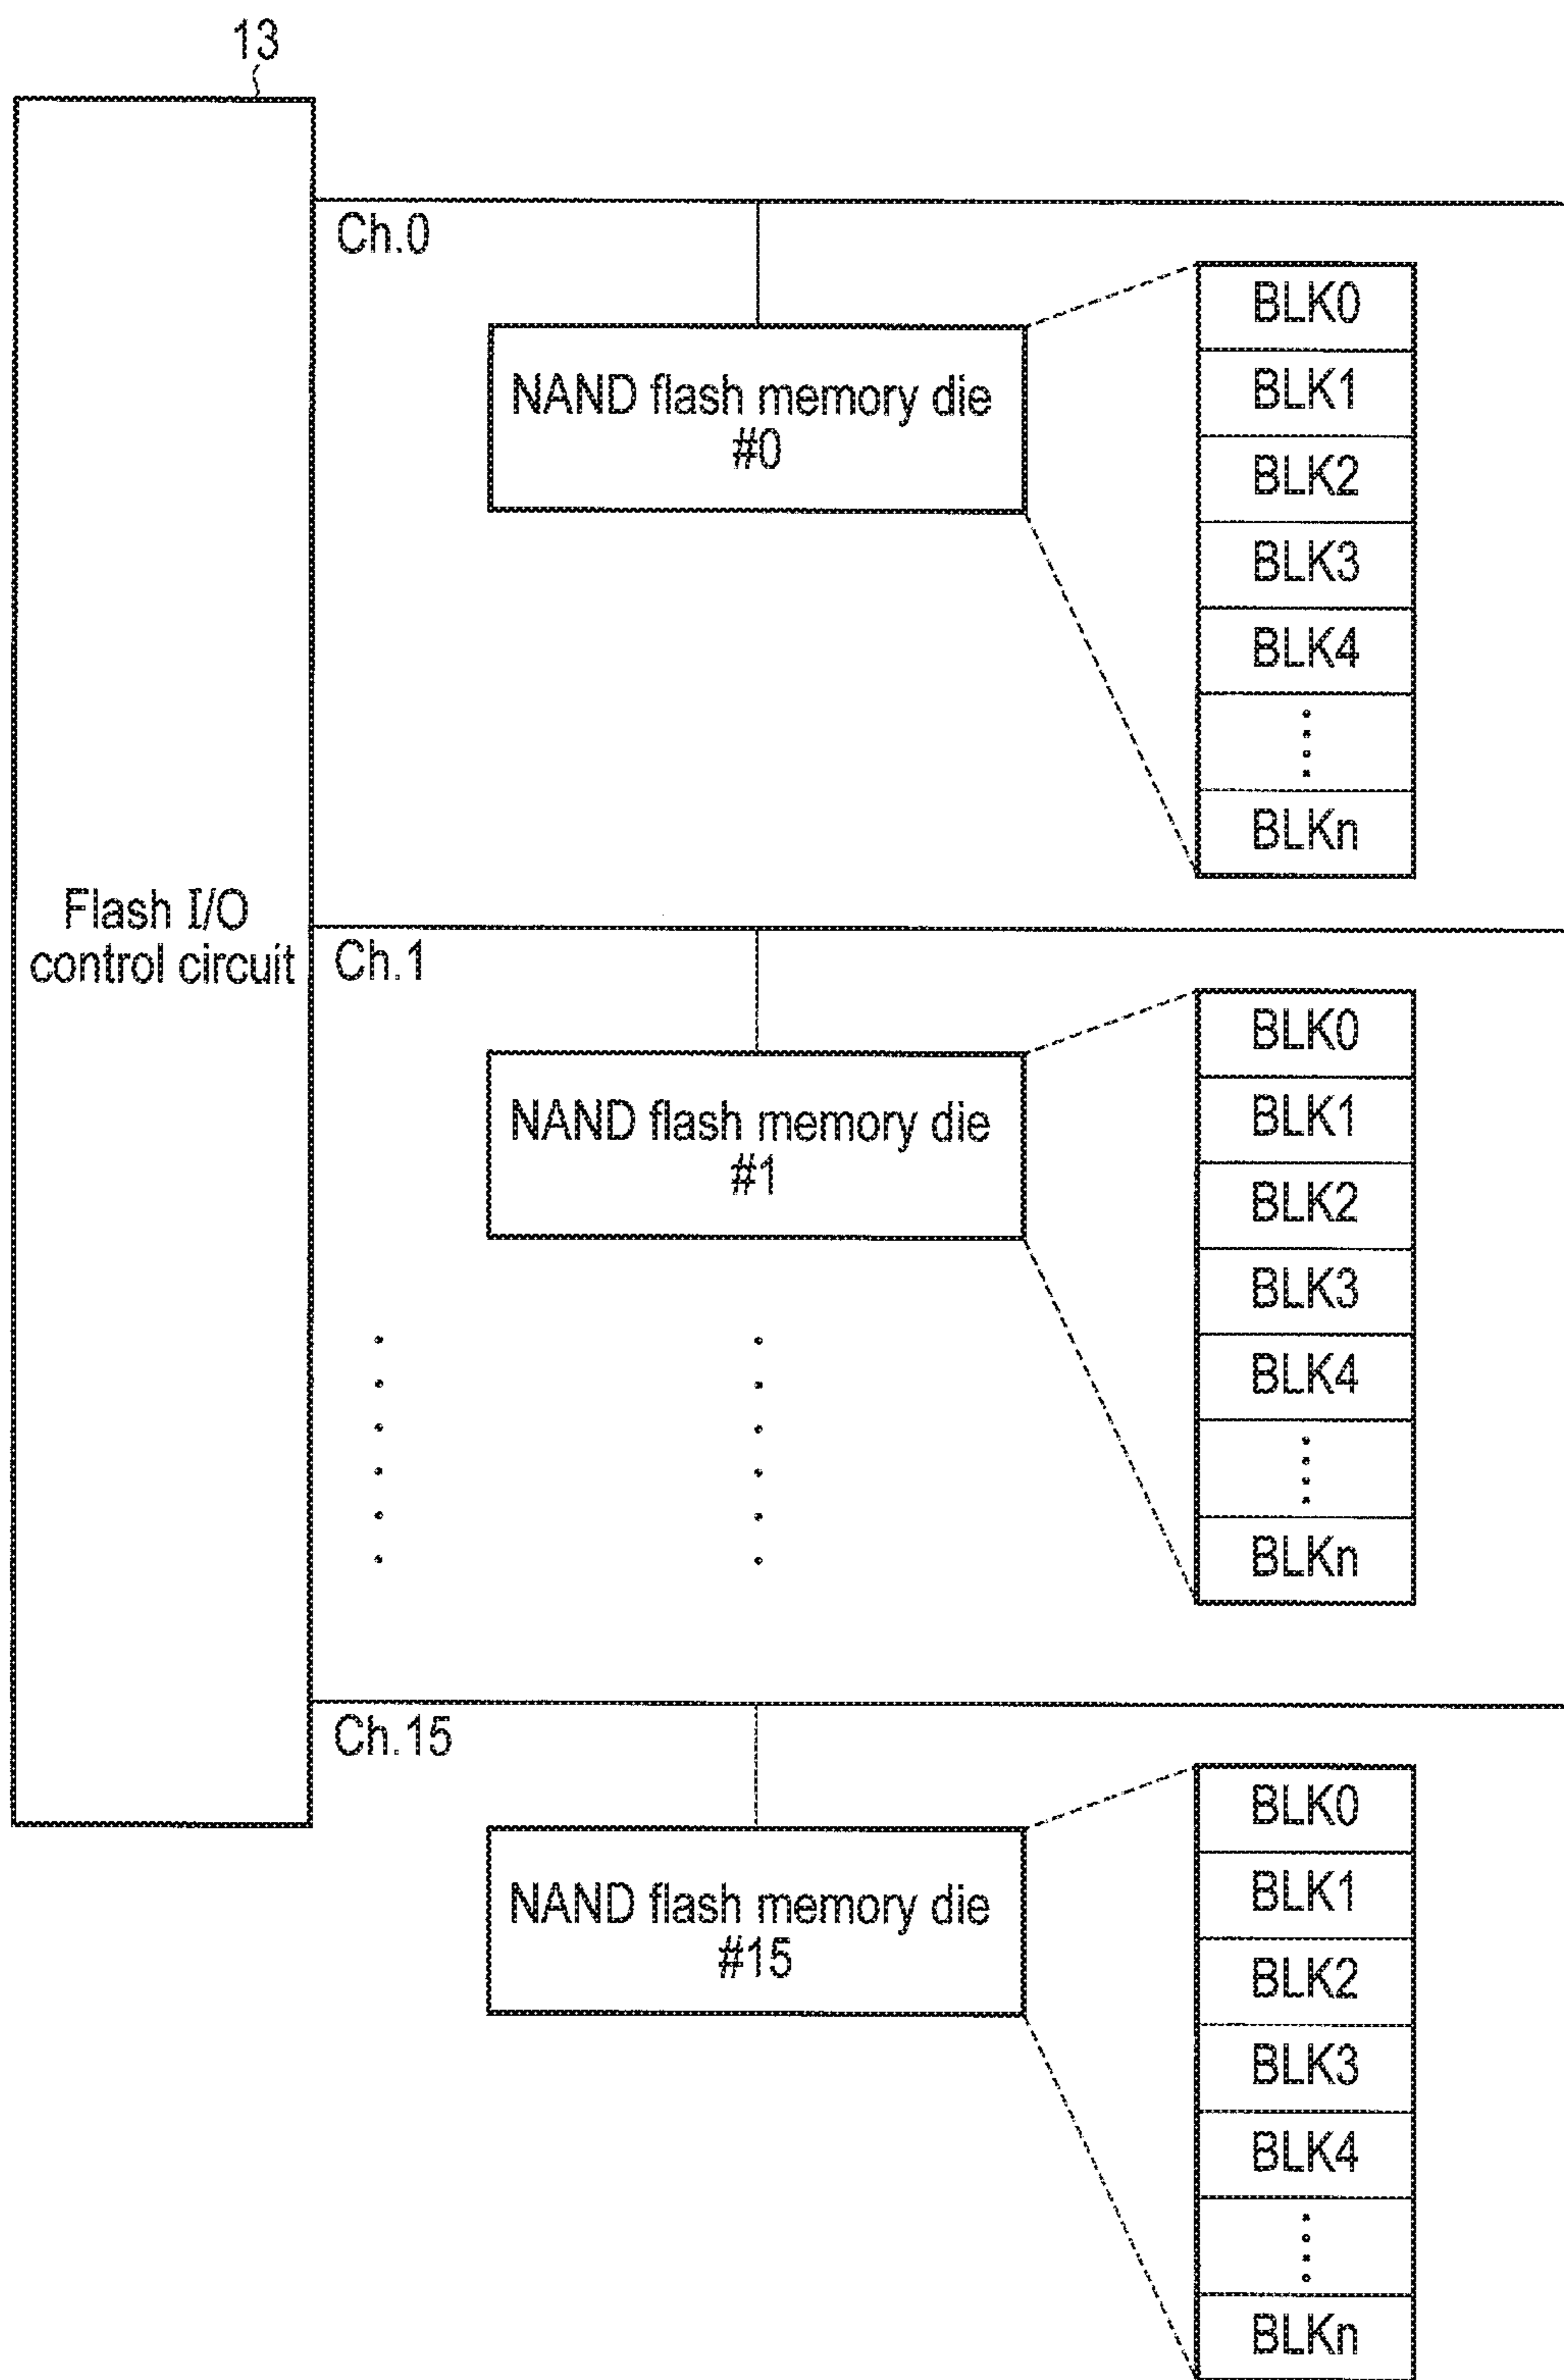 13
Flash I/O
control circuit
Ch.0
NAND flash memory die
#0
BLK0
BLK1
BLK2
BLK3
BLK4
BLKn
Ch.1
NAND flash memory die
#1
BLK0
BLK1
BLK2
BLK3
BLK4
BLKn
Ch.15
NAND flash memory die
#15
BLK0
BLK1
BLK2
BLK3
BLK4
BLKn